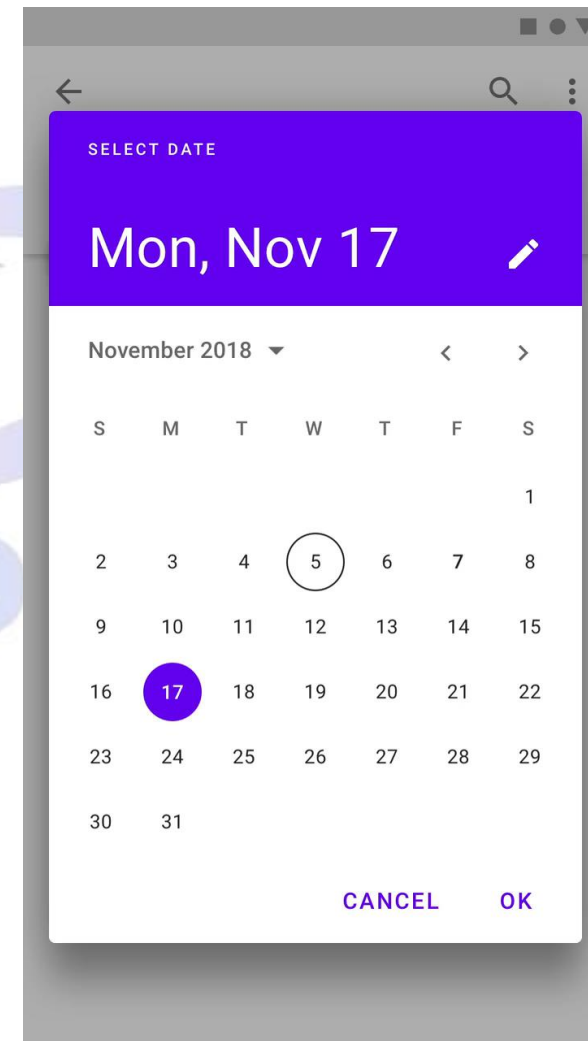 SELECT DATE
Mon, Nov 17
November 2018
S M T W T F S
1
2 3 4 5 6 7 8
9 10 11 12 13 14 15
16 17 18 19 20 21 22
23 24 25 26 27 28 29
30 31
CANCEL OK